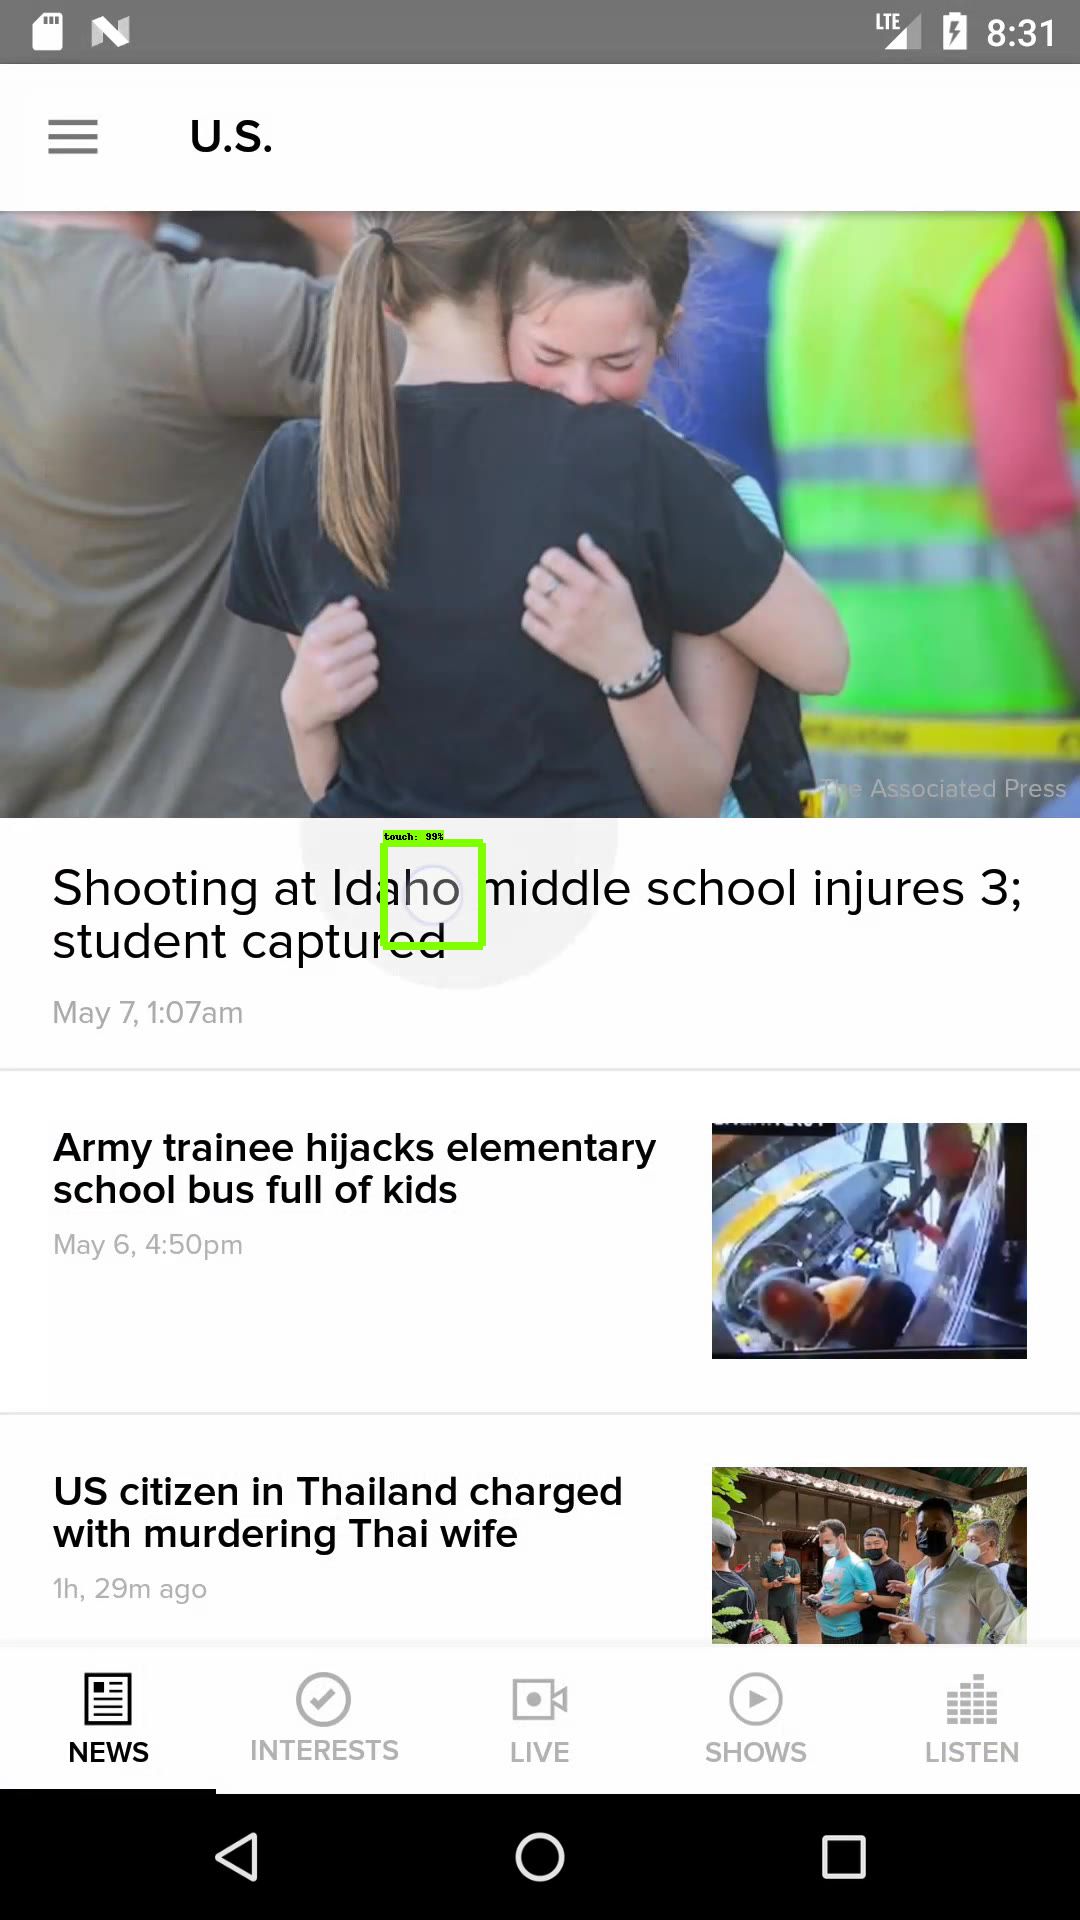 LTE 8:31
U.S.
The Associated Press
touch: 99%
Shooting at Idaho middle school injures 3;
student captured
May 7, 1:07am
Army trainee hijacks elementary
school bus full of kids
May 6, 4:50pm
US citizen in Thailand charged
with murdering Thai wife
1h, 29m ago
NEWS
INTERESTS
LIVE
SHOWS
LISTEN